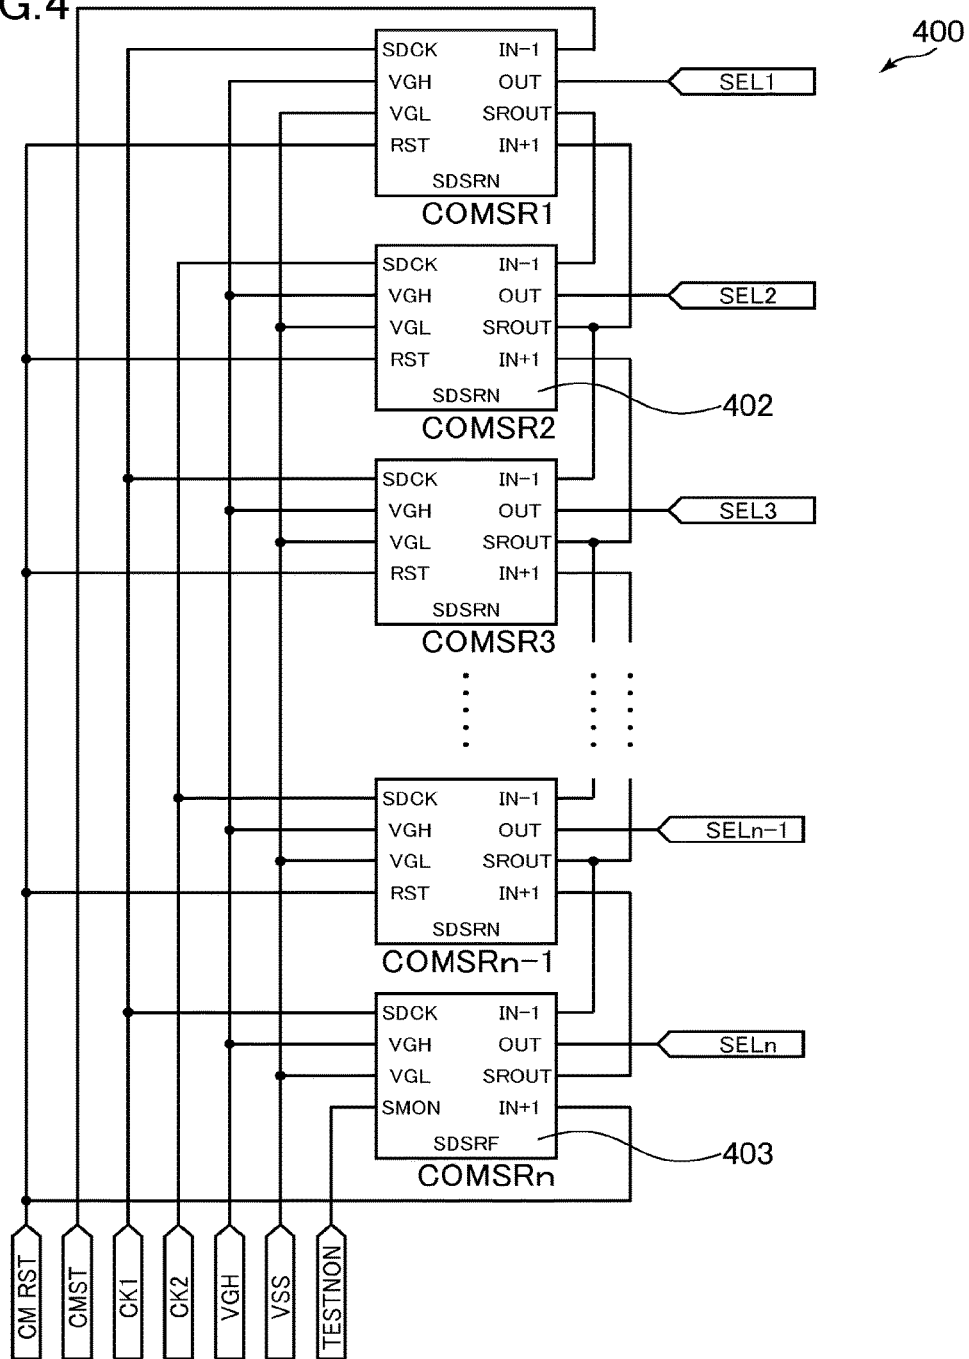 G.4
400
SDCK IN-1
VGH OUT SEL1
VGL SROUT
RST IN+1
SDSRN
COMSR1
SDCK IN-1
VGH OUT SEL2
VGL SROUT
RST IN+1
SDSRN 402
COMSR2
SDCK IN-1
VGH OUT SEL3
VGL SROUT
RST IN+1
SDSRN
COMSR3
SDCK IN-1
VGH OUT SELn-1
VGL SROUT
RST IN+1
SDSRN
COMSRn-1
SDCK IN-1
VGH OUT SELn
VGL SROUT
SMON IN+1
SDSRF 403
COMSRn
CM RST
CMST
CK1
CK2
VGH
VSS
TESTNON